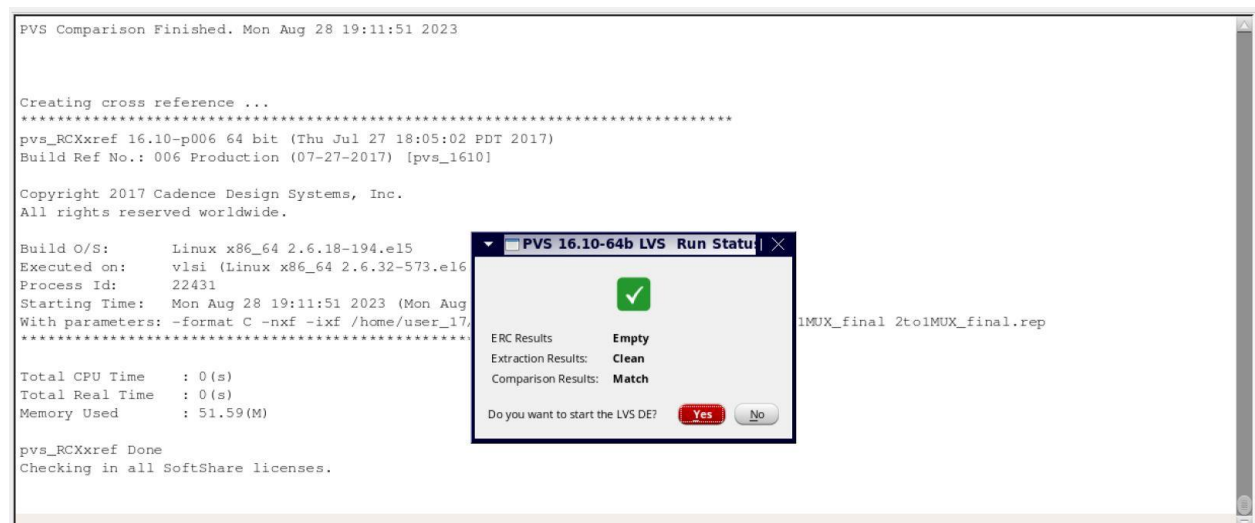 PVS Comparison Finished. Mon Aug 28 19:11:51 2023
Creating cross reference ...
************************************************************************************
pvs_RCXxref 16.10-p006 64 bit (Thu Jul 27 18:05:02 PDT 2017)
Build Ref No.: 006 Production (07-27-2017) [pvs_1610]
Copyright 2017 Cadence Design Systems, Inc.
All rights reserved worldwide.
Build O/S: Linux x86_64 2.6.18-194.el5
Executed on: vlsi (Linux x86_64 2.6.32-573.el6
Process Id: 22431
Starting Time: Mon Aug 28 19:11:51 2023 (Mon Aug
With parameters: -format C -nxf -ixf /home/user_17/ 1MUX_final 2to1MUX_final.rep
*****************************************************
Total CPU Time : 0(s)
Total Real Time : 0(s)
Memory Used : 51.59(M)
pvs_RCXxref Done
Checking in all SoftShare licenses.
PVS 16.10-64b LVS Run Statu
ERC Results Empty
Extraction Results: Clean
Comparison Results: Match
Do you want to start the LVS DE? Yes No